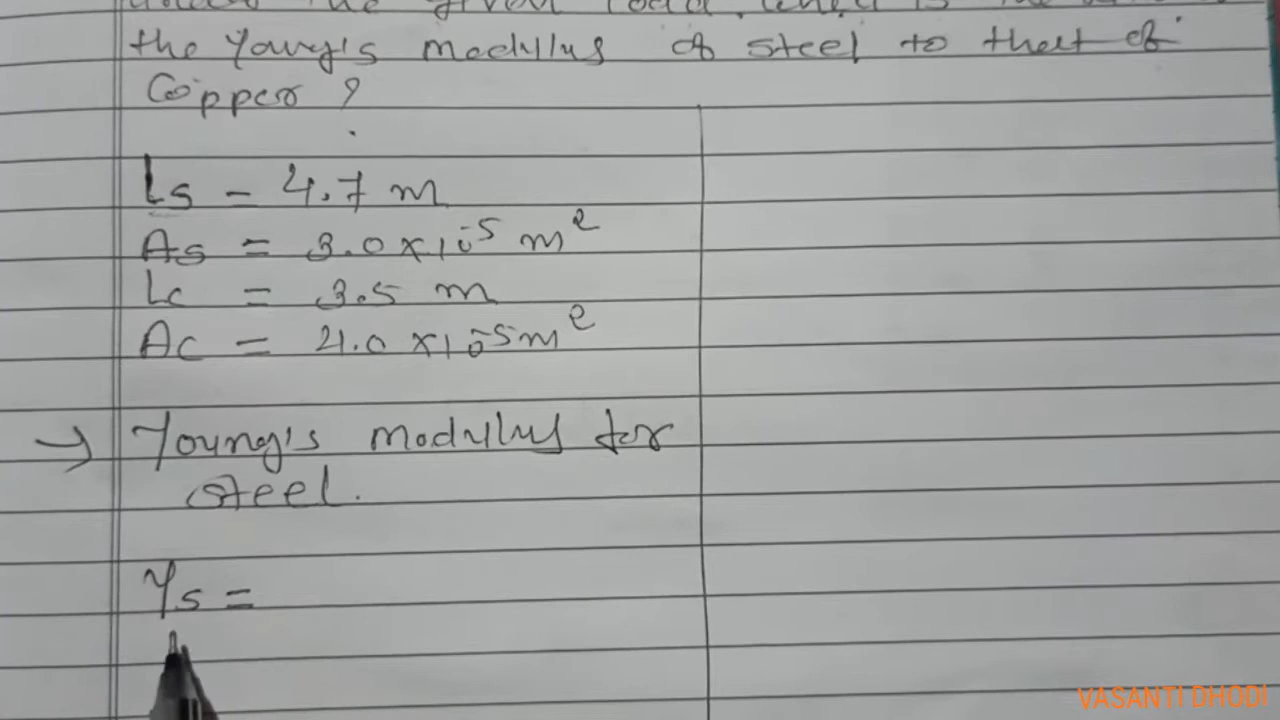 the Young's modulus of steel to that of
Copper ?
Ls = 4.7 m
As = 3.0 × 10⁻⁵ m²
Lc = 3.5 m
Ac = 4.0 × 10⁻⁵ m²
→ Young's modulus for
steel.
Ys =
VASANTI DHODI